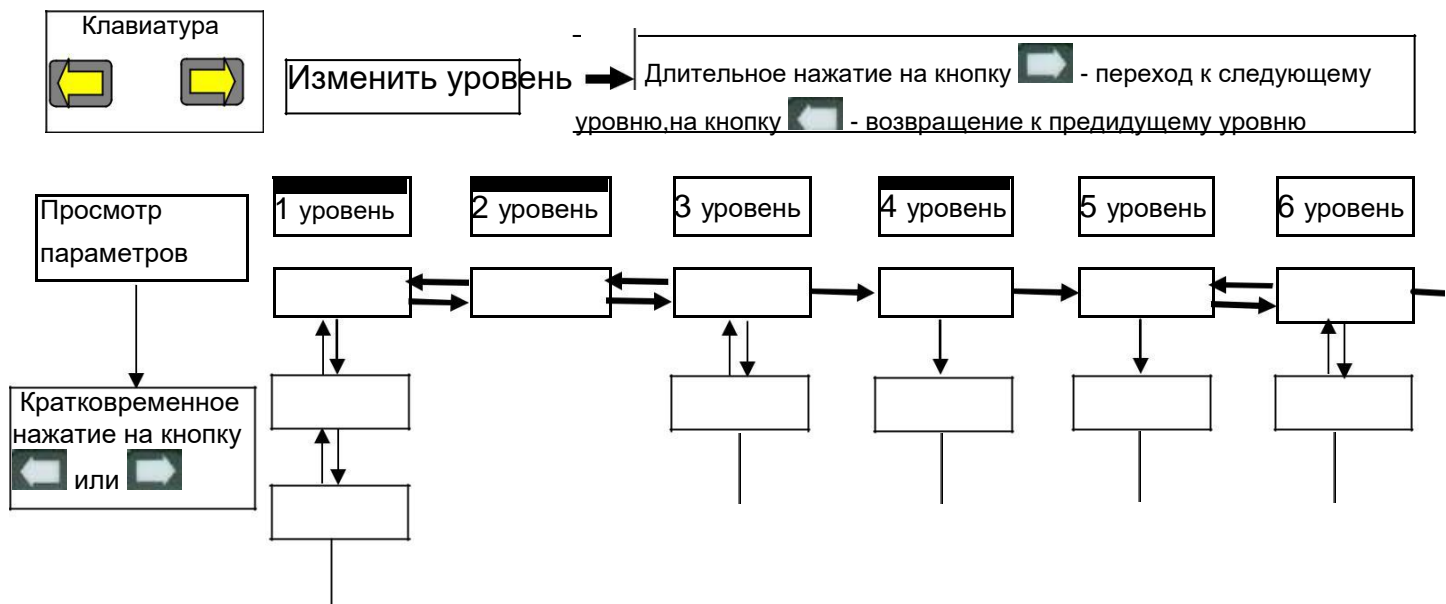 Клавиатура
Изменить уровень
Длительное нажатие на кнопку - переход к следующему
уровню,на кнопку - возвращение к предидущему уровню
Просмотр
параметров
1 уровень
2 уровень
3 уровень
4 уровень
5 уровень
6 уровень
Кратковременное
нажатие на кнопку
или